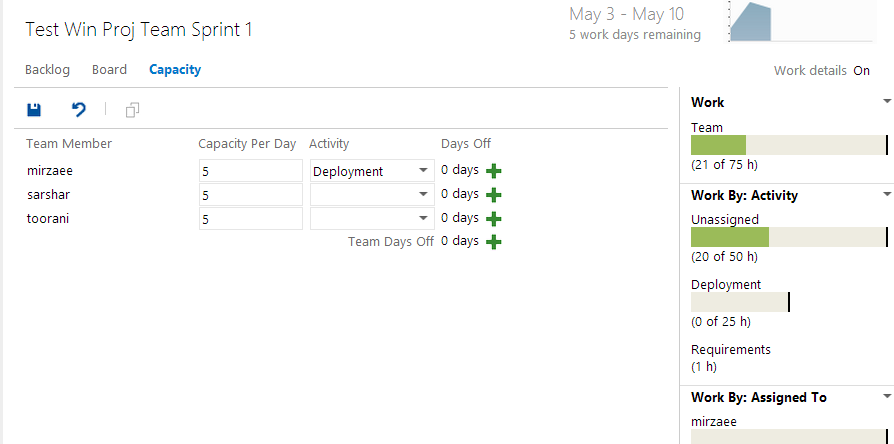 Test Win Proj Team Sprint 1
May 3 - May 10
5 work days remaining
Backlog Board Capacity
Work details On
Team Member Capacity Per Day Activity Days Off
mirzaee 5 Deployment 0 days
sarshar 5 0 days
toorani 5 0 days
Team Days Off 0 days
Work
Team
(21 of 75 h)
Work By: Activity
Unassigned
(20 of 50 h)
Deployment
(0 of 25 h)
Requirements
(1 h)
Work By: Assigned To
mirzaee